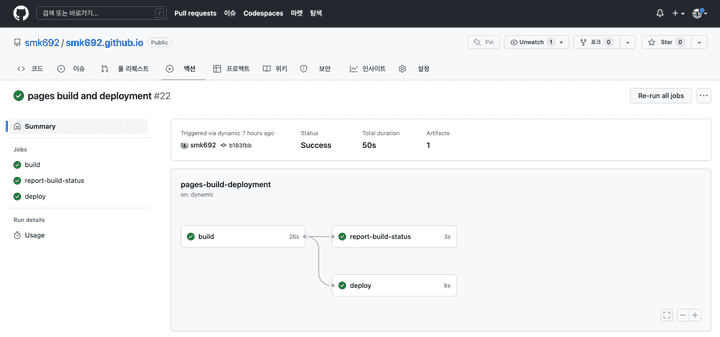 검색 또는 바로가기... /
Pull requests 이슈 Codespaces 마켓 탐색
smk692 / smk692.github.io Public
Pin Unwatch 1 포크 0 Star 0
코드 이슈 풀 리퀘스트 액션 프로젝트 위키 보안 인사이트 설정
pages build and deployment #22
Re-run all jobs ...
Summary
Jobs
build
report-build-status
deploy
Run details
Usage
Triggered via dynamic 7 hours ago
smk692 b183fbb
Status
Success
Total duration
50s
Artifacts
1
pages-build-deployment
on: dynamic
build 26s
report-build-status 3s
deploy 8s